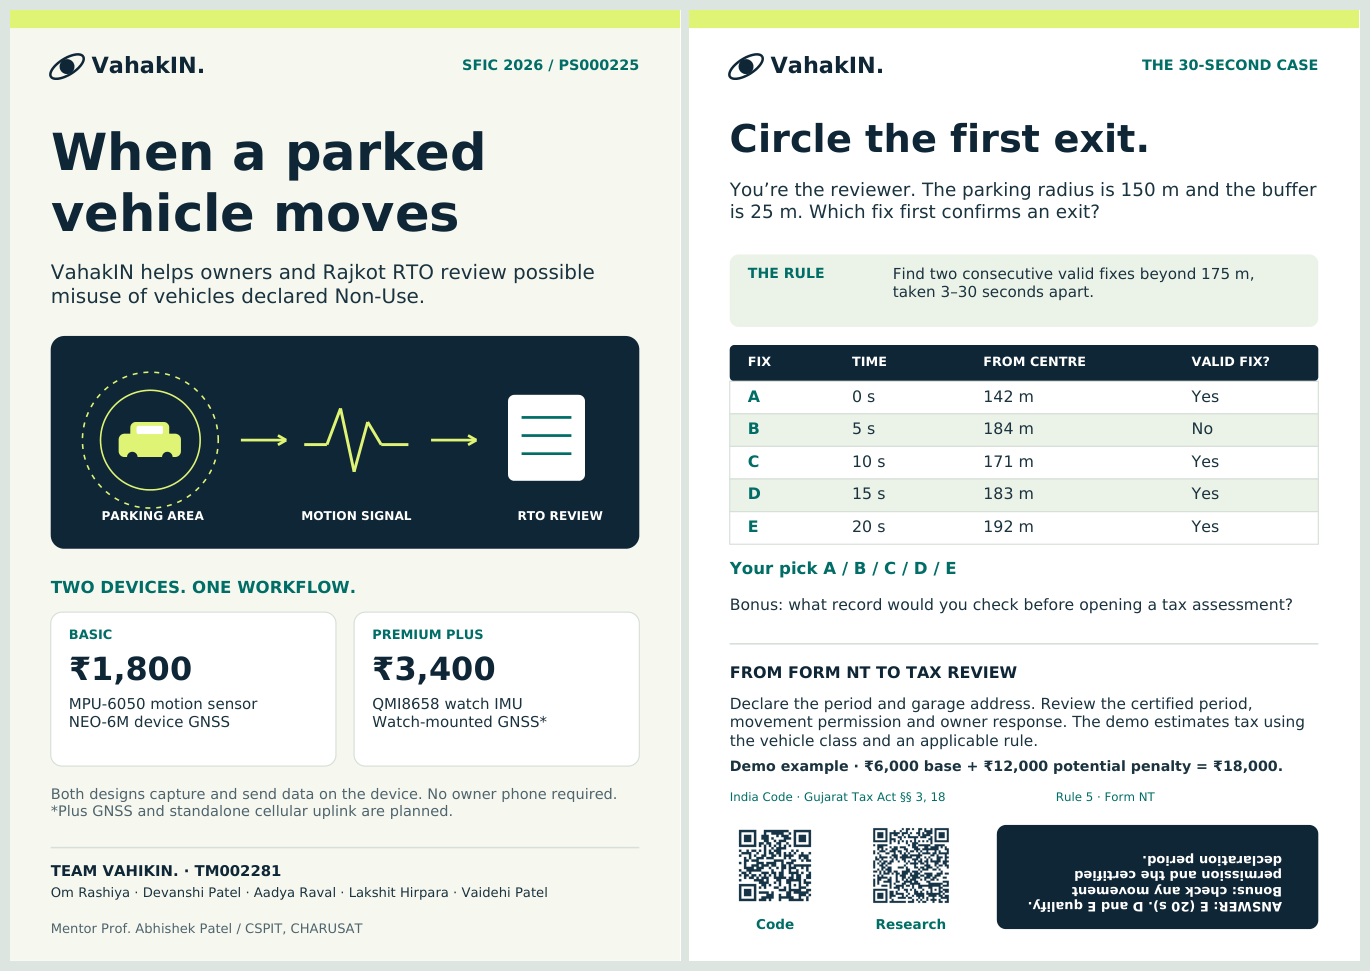 VahakIN.
SFIC 2026 / PS000225
When a parked
vehicle moves
VahakIN helps owners and Rajkot RTO review possible
misuse of vehicles declared Non-Use.
PARKING AREA
MOTION SIGNAL
RTO REVIEW
TWO DEVICES. ONE WORKFLOW.
BASIC
₹1,800
MPU-6050 motion sensor
NEO-6M device GNSS
PREMIUM PLUS
₹3,400
QMI8658 watch IMU
Watch-mounted GNSS*
Both designs capture and send data on the device. No owner phone required.
*Plus GNSS and standalone cellular uplink are planned.
TEAM VAHIKIN. · TM002281
Om Rashiya · Devanshi Patel · Aadya Raval · Lakshit Hirpara · Vaidehi Patel
Mentor Prof. Abhishek Patel / CSPIT, CHARUSAT
VahakIN.
THE 30-SECOND CASE
Circle the first exit.
You’re the reviewer. The parking radius is 150 m and the buffer
is 25 m. Which fix first confirms an exit?
THE RULE
Find two consecutive valid fixes beyond 175 m,
taken 3–30 seconds apart.
FIX TIME FROM CENTRE VALID FIX?
A 0 s 142 m Yes
B 5 s 184 m No
C 10 s 171 m Yes
D 15 s 183 m Yes
E 20 s 192 m Yes
Your pick A / B / C / D / E
Bonus: what record would you check before opening a tax assessment?
FROM FORM NT TO TAX REVIEW
Declare the period and garage address. Review the certified period,
movement permission and owner response. The demo estimates tax using
the vehicle class and an applicable rule.
Demo example · ₹6,000 base + ₹12,000 potential penalty = ₹18,000.
India Code · Gujarat Tax Act §§ 3, 18
Rule 5 · Form NT
Code
Research
ANSWER: E (20 s). D and E qualify.
Bonus: check any movement
permission and the certified
declaration period.